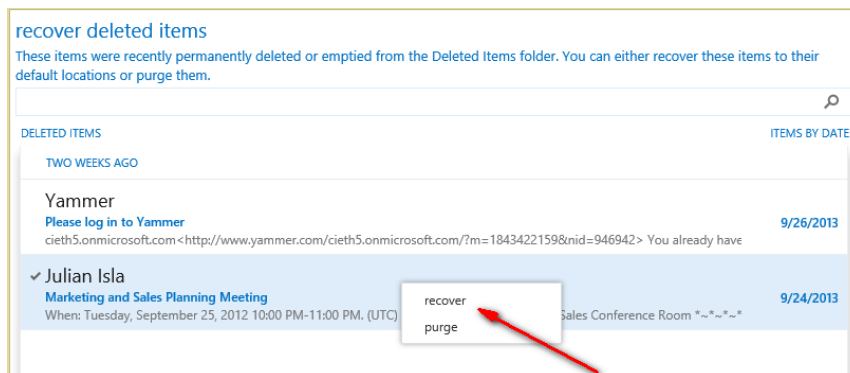 recover deleted items
These items were recently permanently deleted or emptied from the Deleted Items folder. You can either recover these items to their
default locations or purge them.
DELETED ITEMS ITEMS BY DATE
TWO WEEKS AGO
Yammer
Please log in to Yammer 9/26/2013
cieth5.onmicrosoft.com<http://www.yammer.com/cieth5.onmicrosoft.com/?m=1843422159&nid=946942> You already have
Julian Isla
Marketing and Sales Planning Meeting 9/24/2013
When: Tuesday, September 25, 2012 10:00 PM-11:00 PM. (UTC) Sales Conference Room *~*~*~*
recover
purge